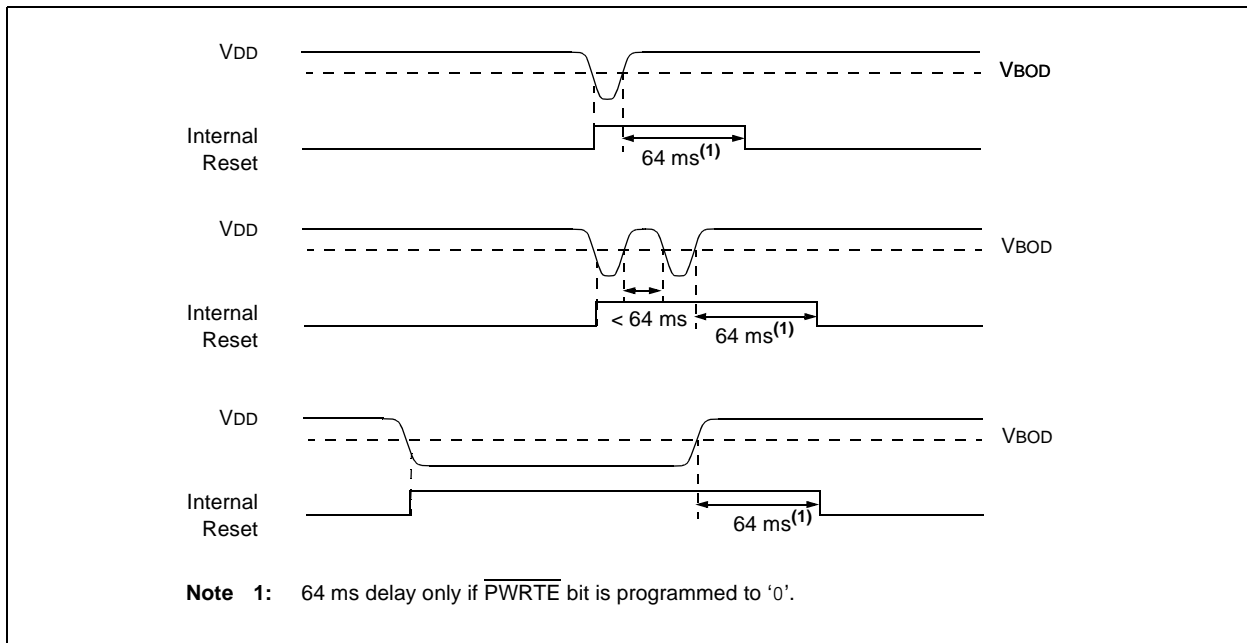 VDD
VBOD
Internal
Reset
64 ms(1)
VDD
VBOD
Internal
Reset
< 64 ms
64 ms(1)
VDD
VBOD
Internal
Reset
64 ms(1)
Note 1: 64 ms delay only if PWRTE bit is programmed to ‘0’.